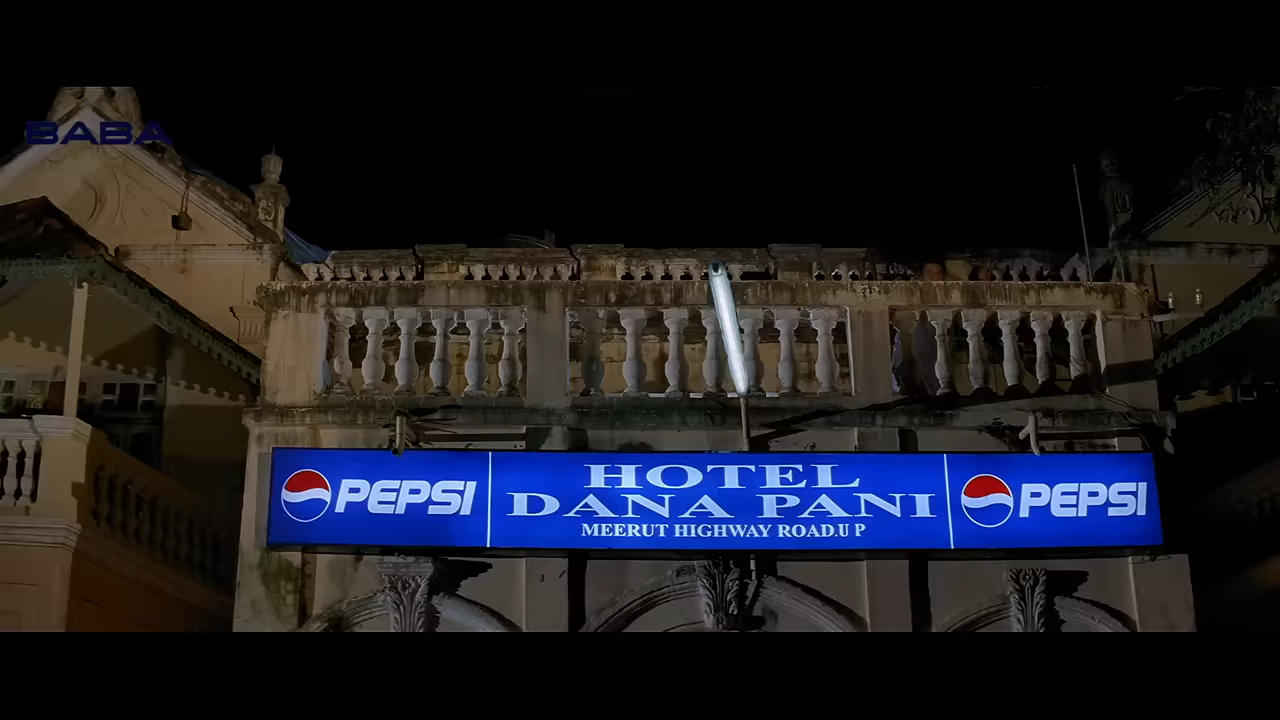 BABA
PEPSI
HOTEL
DANA PANI
MEERUT HIGHWAY ROAD.U P
PEPSI